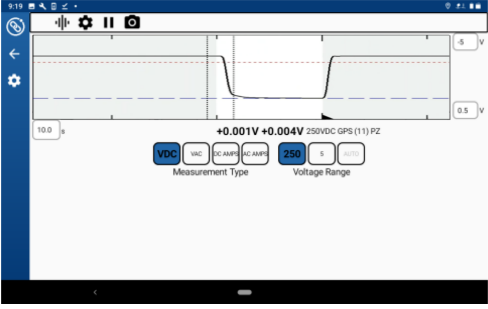 9:19
-5 V
0.5 V
10.0 s
+0.001V +0.004V 250VDC GPS (11) PZ
VDC VAC DC AMPS AC AMPS 250 5 AUTO
Measurement Type Voltage Range